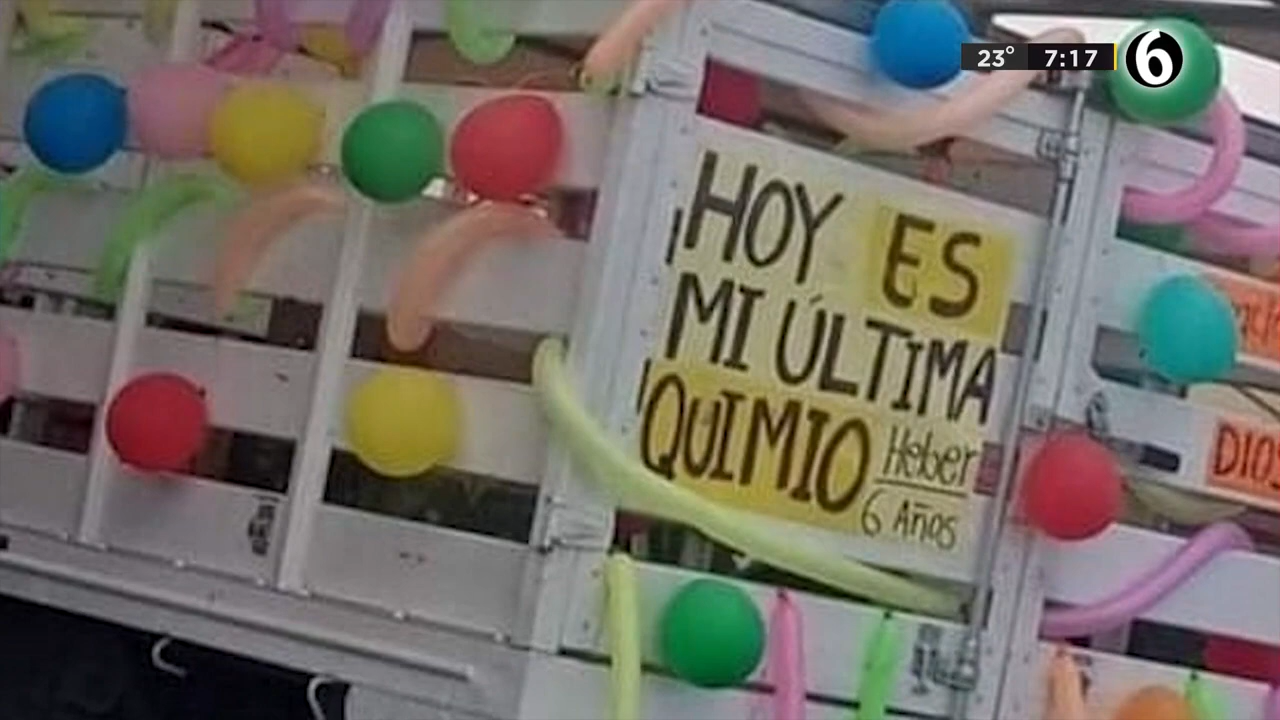 23° 7:17 6
¡HOY ES
MI ÚLTIMA
QUIMIO
Heber
6 Años
DIOS